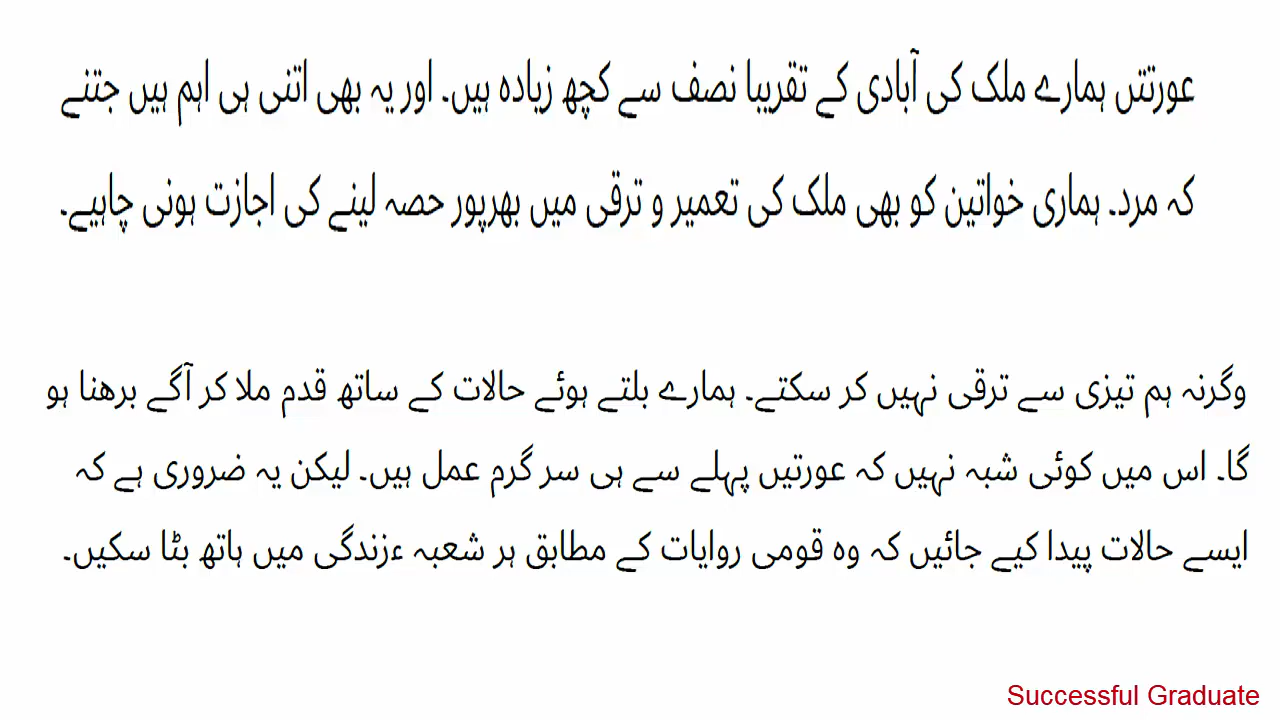 عورتتں ہمارے ملک کی آبادی کے تقریبا نصف سے کچھ زیادہ ہیں۔ اور یہ بھی اتنی ہی اہم ہیں جتنے
کہ مرد۔ ہماری خواتین کو بھی ملک کی تعمیر و ترقی میں بھرپور حصہ لینے کی اجازت ہونی چاہیے۔
وگرنہ ہم تیزی سے ترقی نہیں کر سکتے۔ ہمارے بلتے ہوئے حالات کے ساتھ قدم ملا کر آگے برھنا ہو
گا۔ اس میں کوئی شبہ نہیں کہ عورتیں پہلے سے ہی سر گرم عمل ہیں۔ لیکن یہ ضروری ہے کہ
ایسے حالات پیدا کیے جائیں کہ وہ قومی روایات کے مطابق ہر شعبہ ءزندگی میں ہاتھ بٹا سکیں۔
Successful Graduate